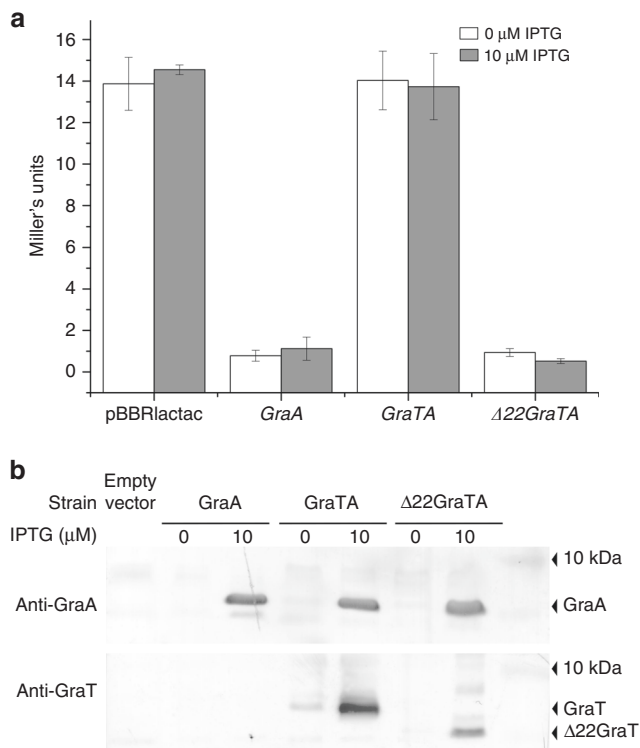 a
0 μM IPTG
10 μM IPTG
16
14
12
10
8
6
4
2
0
Miller's units
pBBRlactac GraA GraTA Δ22GraTA
b
Strain Empty vector GraA GraTA Δ22GraTA
IPTG (μM) 0 10 0 10 0 10
10 kDa
Anti-GraA GraA
10 kDa
Anti-GraT
GraT
Δ22GraT